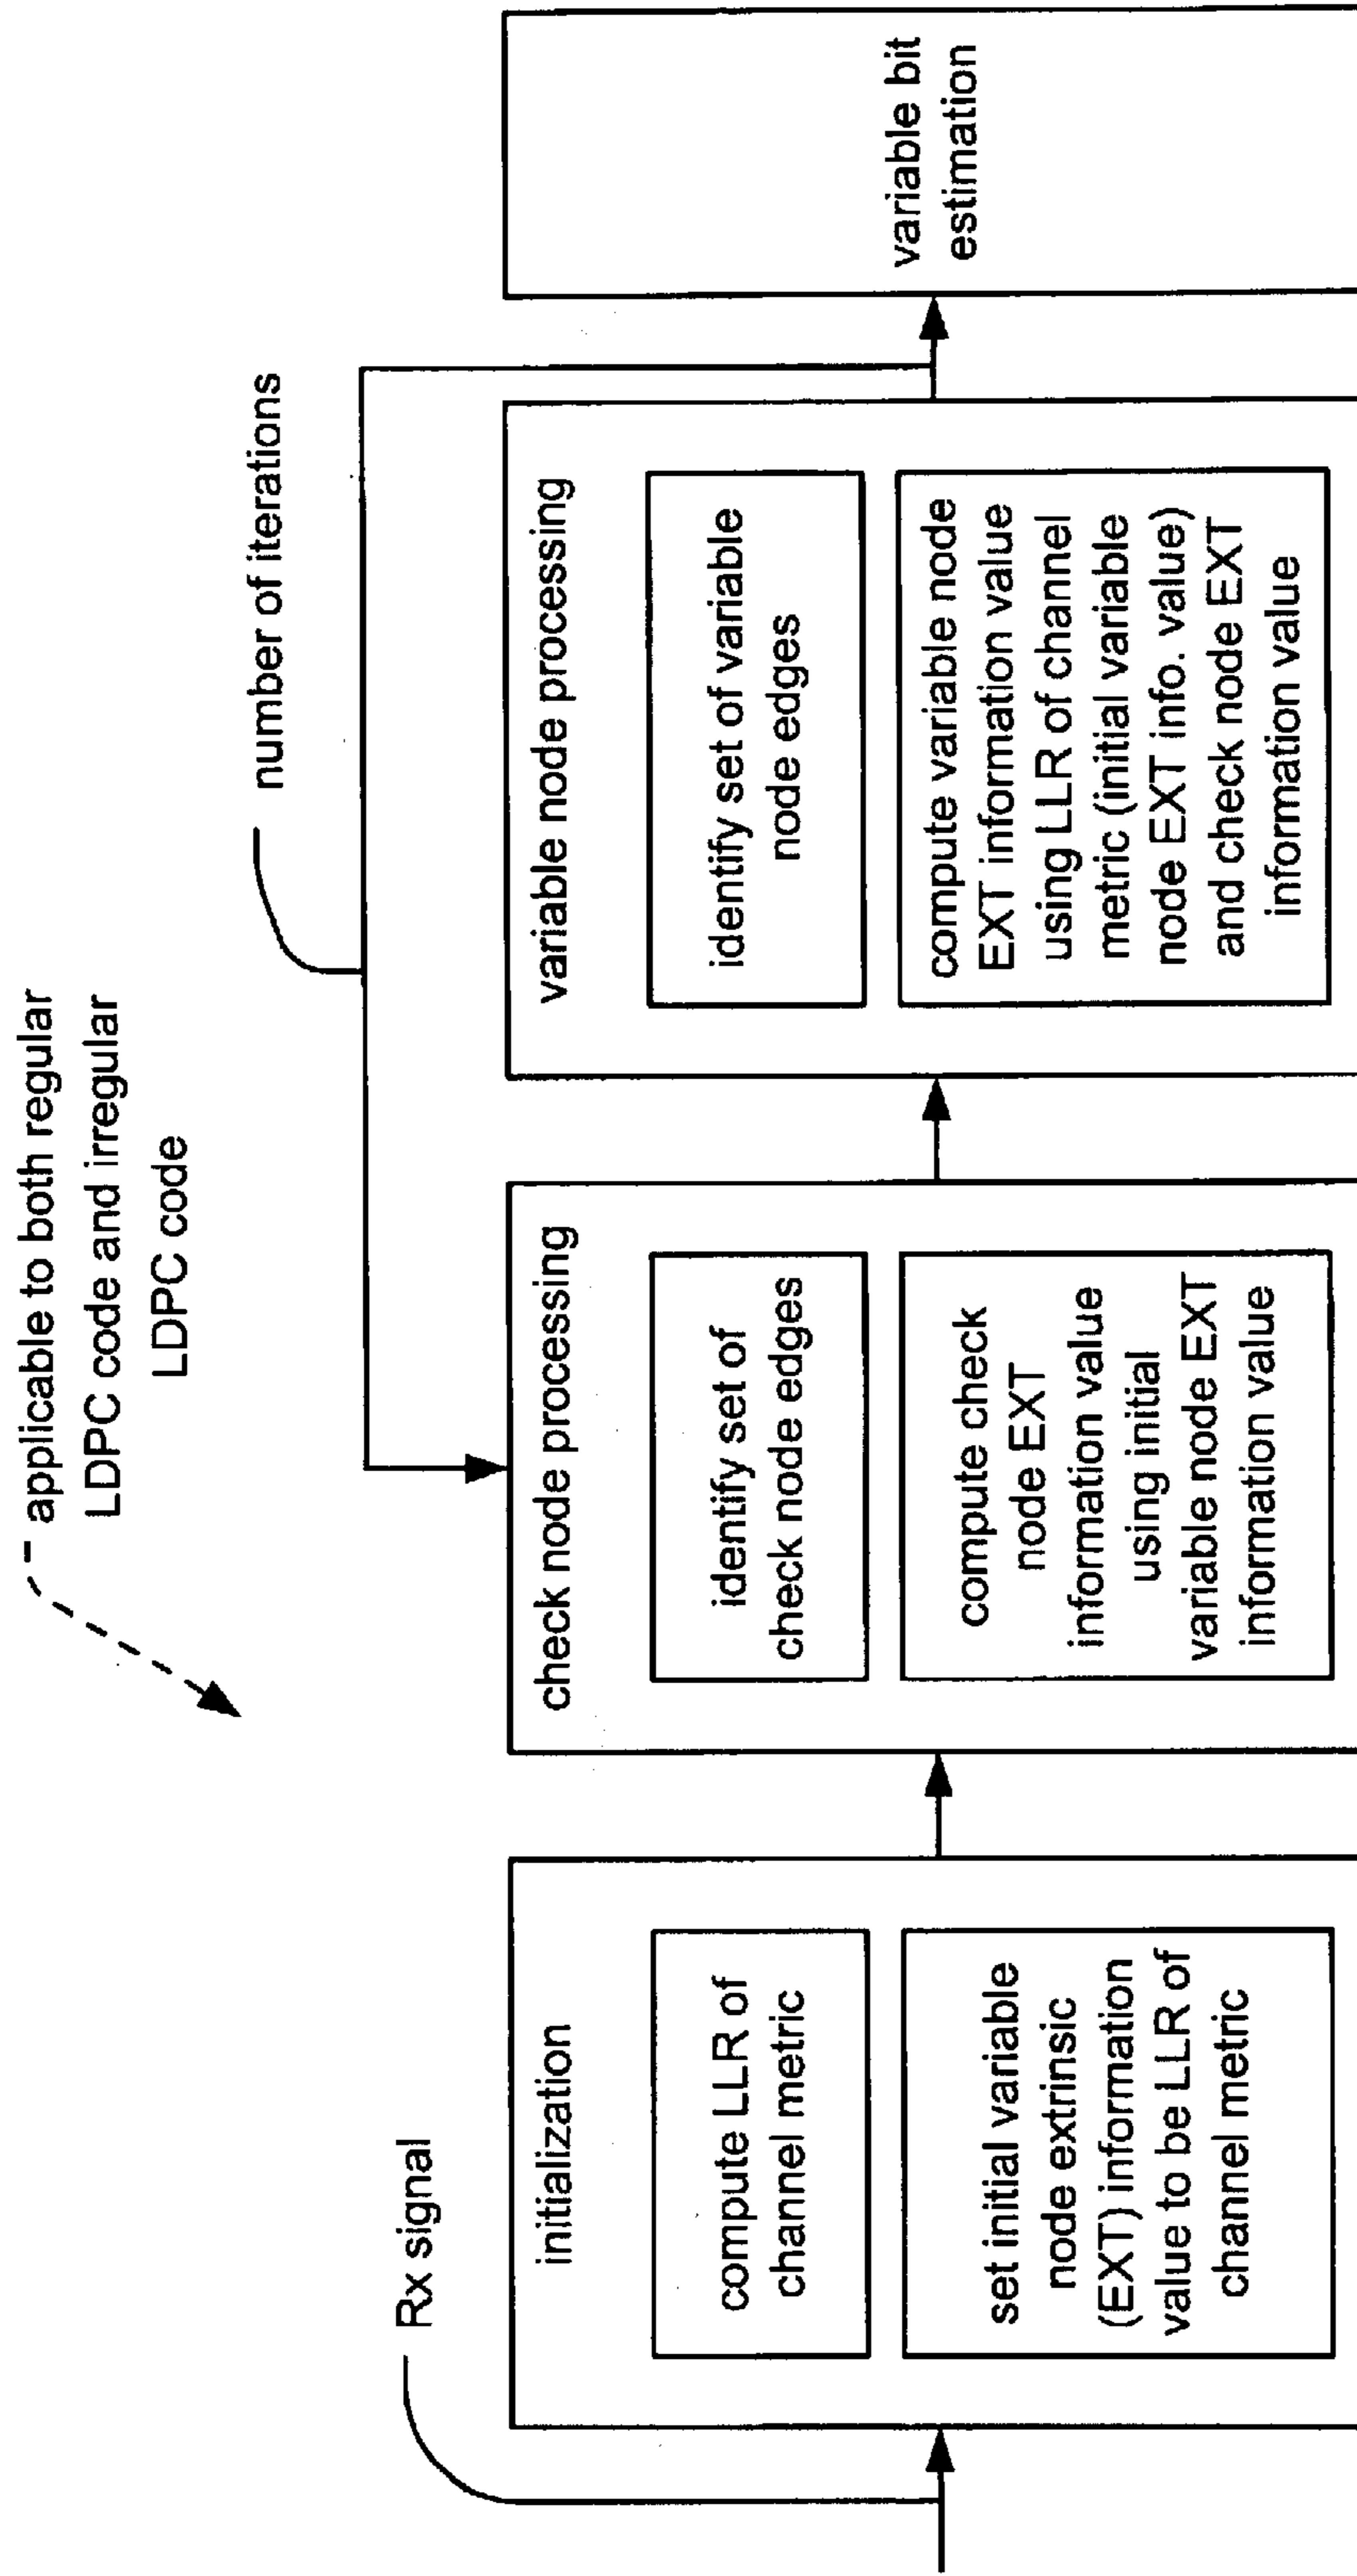 applicable to both regular
LDPC code and irregular
LDPC code
Rx signal
number of iterations
initialization
compute LLR of
channel metric
set initial variable
node extrinsic
(EXT) information
value to be LLR of
channel metric
check node processing
identify set of
check node edges
compute check
node EXT
information value
using initial
variable node EXT
information value
variable node processing
identify set of variable
node edges
compute variable node
EXT information value
using LLR of channel
metric (initial variable
node EXT info. value)
and check node EXT
information value
variable bit
estimation